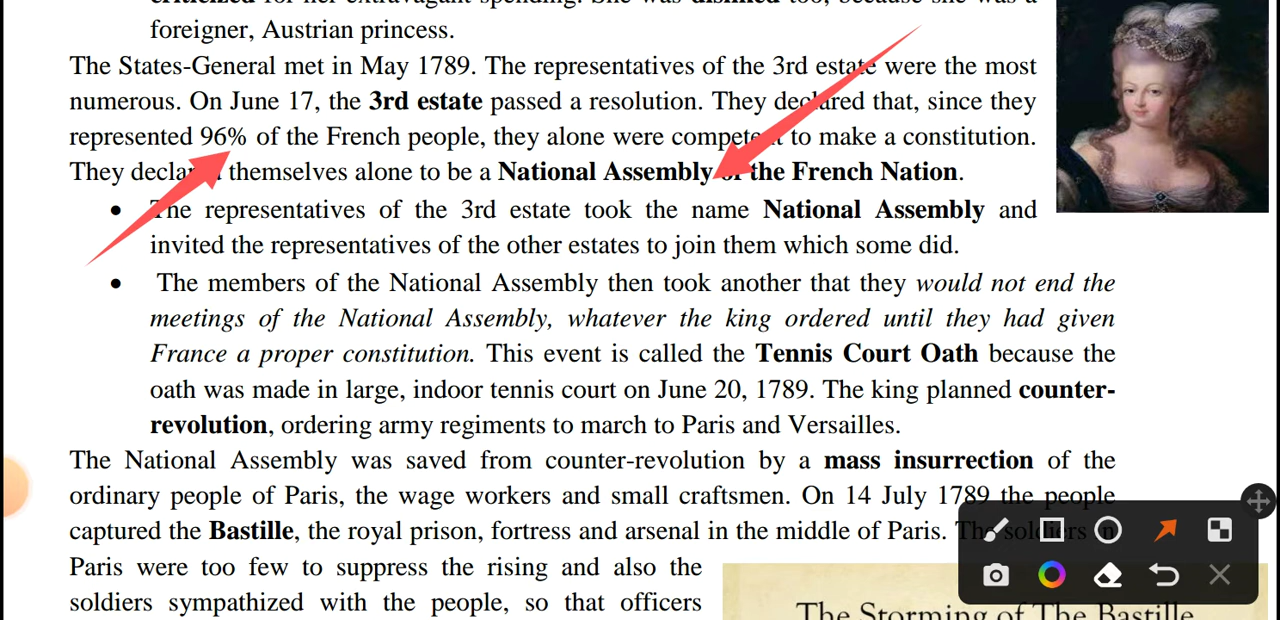 criticized for her extravagant spending. She was disliked too, because she was a
foreigner, Austrian princess.
The States-General met in May 1789. The representatives of the 3rd estate were the most
numerous. On June 17, the 3rd estate passed a resolution. They declared that, since they
represented 96% of the French people, they alone were competent to make a constitution.
They declared themselves alone to be a National Assembly of the French Nation.
• The representatives of the 3rd estate took the name National Assembly and
invited the representatives of the other estates to join them which some did.
• The members of the National Assembly then took another that they would not end the
meetings of the National Assembly, whatever the king ordered until they had given
France a proper constitution. This event is called the Tennis Court Oath because the
oath was made in large, indoor tennis court on June 20, 1789. The king planned counter-
revolution, ordering army regiments to march to Paris and Versailles.
The National Assembly was saved from counter-revolution by a mass insurrection of the
ordinary people of Paris, the wage workers and small craftsmen. On 14 July 1789 the people
captured the Bastille, the royal prison, fortress and arsenal in the middle of Paris. The soldiers in
Paris were too few to suppress the rising and also the
soldiers sympathized with the people, so that officers
The Storming of The Bastille